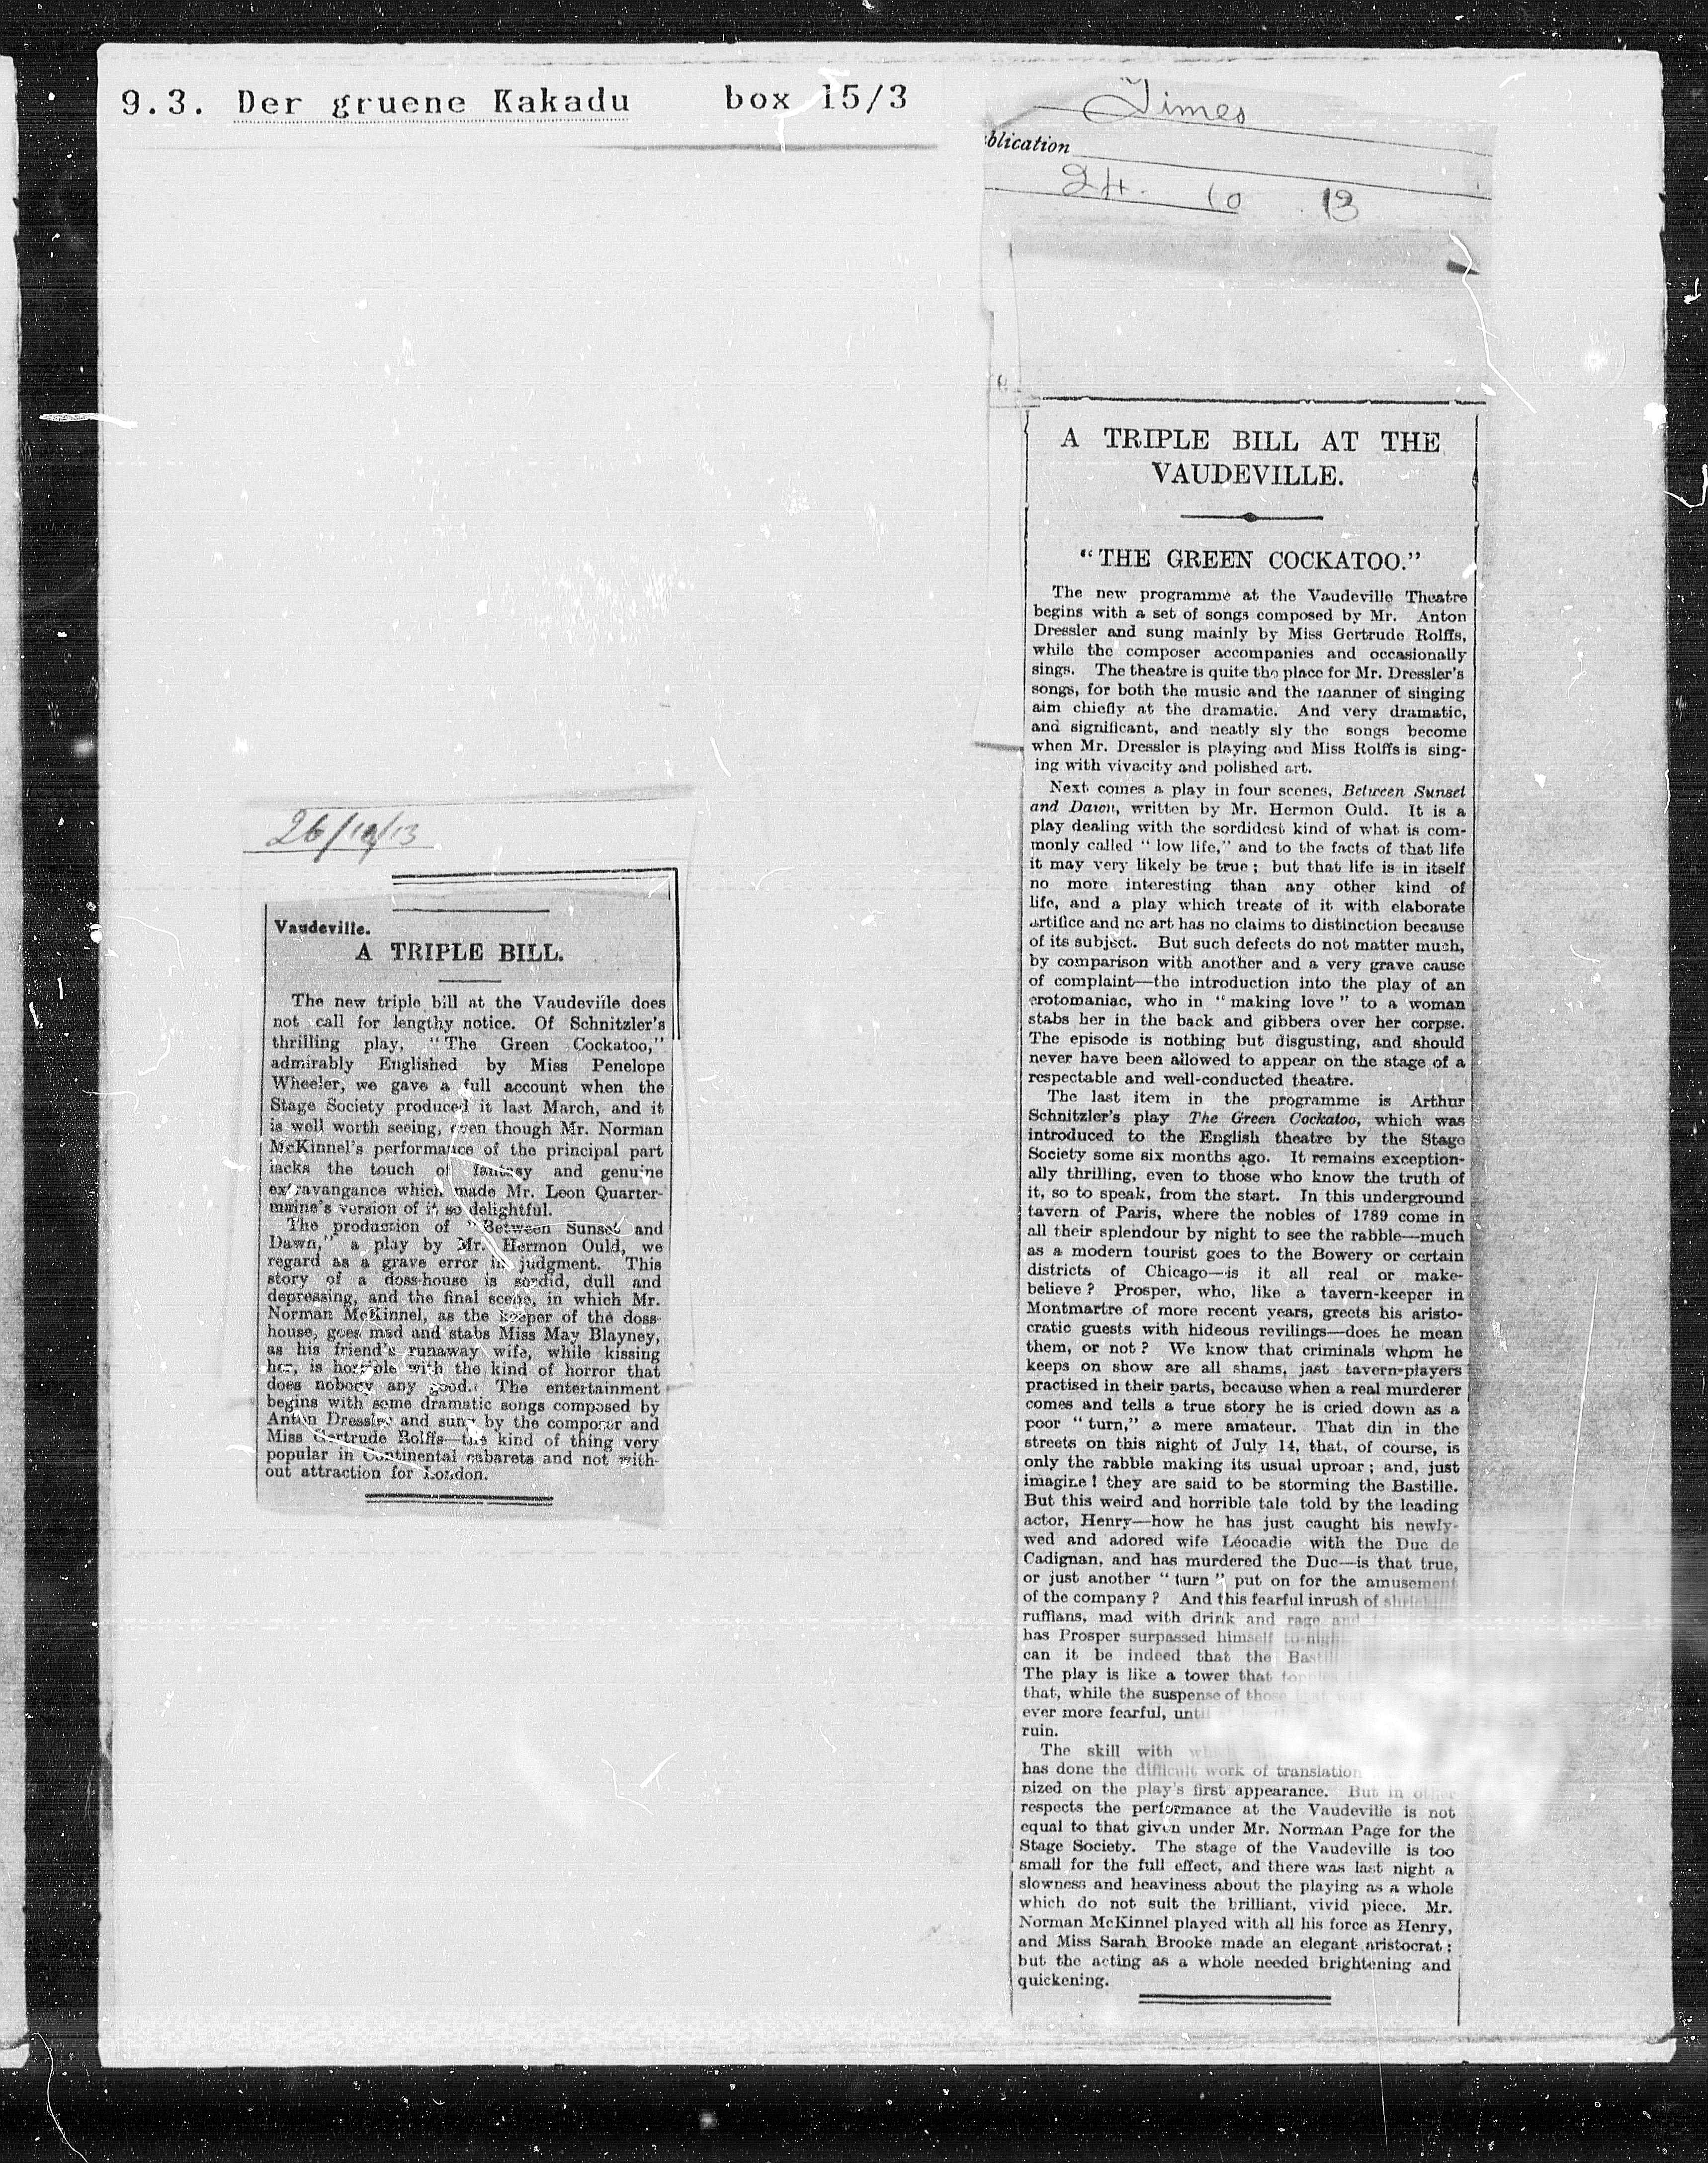 9.3. Der gruene Kakadu box 15/3
26/10/13
Vaudeville.
A TRIPLE BILL.
The new triple bill at the Vaudeville does
not call for lengthy notice. Of Schnitzler's
thrilling play, "The Green Cockatoo,"
admirably Englished by Miss Penelope
Wheeler, we gave a full account when the
Stage Society produced it last March, and it
is well worth seeing, even though Mr. Norman
McKinnel's performance of the principal part
lacks the touch of fantasy and genuine
extravangance which made Mr. Leon Quarter-
maine's version of it so delightful.
The production of "Between Sunset and
Dawn," a play by Mr. Hermon Ould, we
regard as a grave error in judgment. This
story of a doss-house is sordid, dull and
depressing, and the final scene, in which Mr.
Norman McKinnel, as the keeper of the doss-
house, goes mad and stabs Miss May Blayney,
as his friend's runaway wife, while kissing
her, is horrible with the kind of horror that
does nobody any good. The entertainment
begins with some dramatic songs composed by
Anton Dressler and sung by the composer and
Miss Gertrude Rolffs—the kind of thing very
popular in Continental cabarets and not with-
out attraction for London.
Times
blication
24. 10 13
A TRIPLE BILL AT THE
VAUDEVILLE.
"THE GREEN COCKATOO."
The new programme at the Vaudeville Theatre
begins with a set of songs composed by Mr. Anton
Dressler and sung mainly by Miss Gertrude Rolffs,
while the composer accompanies and occasionally
sings. The theatre is quite the place for Mr. Dressler's
songs, for both the music and the manner of singing
aim chiefly at the dramatic. And very dramatic,
and significant, and neatly sly the songs become
when Mr. Dressler is playing and Miss Rolffs is sing-
ing with vivacity and polished art.
Next comes a play in four scenes, Between Sunset
and Dawn, written by Mr. Hermon Ould. It is a
play dealing with the sordidest kind of what is com-
monly called "low life," and to the facts of that life
it may very likely be true; but that life is in itself
no more interesting than any other kind of
life, and a play which treats of it with elaborate
artifice and no art has no claims to distinction because
of its subject. But such defects do not matter much,
by comparison with another and a very grave cause
of complaint—the introduction into the play of an
erotomaniac, who in "making love" to a woman
stabs her in the back and gibbers over her corpse.
The episode is nothing but disgusting, and should
never have been allowed to appear on the stage of a
respectable and well-conducted theatre.
The last item in the programme is Arthur
Schnitzler's play The Green Cockatoo, which was
introduced to the English theatre by the Stage
Society some six months ago. It remains exception-
ally thrilling, even to those who know the truth of
it, so to speak, from the start. In this underground
tavern of Paris, where the nobles of 1789 come in
all their splendour by night to see the rabble—much
as a modern tourist goes to the Bowery or certain
districts of Chicago—is it all real or make-
believe? Prosper, who, like a tavern-keeper in
Montmartre of more recent years, greets his aristo-
cratic guests with hideous revilings—does he mean
them, or not? We know that criminals whom he
keeps on show are all shams, jast tavern-players
practised in their parts, because when a real murderer
comes and tells a true story he is cried down as a
poor "turn," a mere amateur. That din in the
streets on this night of July 14, that, of course, is
only the rabble making its usual uproar; and, just
imagine! they are said to be storming the Bastille.
But this weird and horrible tale told by the leading
actor, Henry—how he has just caught his newly-
wed and adored wife Léocadie with the Duc de
Cadignan, and has murdered the Duc—is that true,
or just another "turn" put on for the amusement
of the company? And this fearful inrush of
ruffians, mad with drink and rage and
has Prosper surpassed himself to-night
can it be indeed that the
The play is like a tower that
that, while the suspense of those
ever more fearful, until
ruin.
The skill with
has done the difficult work of translation
nized on the play's first appearance. But in other
respects the performance at the Vaudeville is not
equal to that given under Mr. Norman Page for the
Stage Society. The stage of the Vaudeville is too
small for the full effect, and there was last night a
slowness and heaviness about the playing as a whole
which do not suit the brilliant, vivid piece. Mr.
Norman McKinnel played with all his force as Henry,
and Miss Sarah Brooke made an elegant aristocrat;
but the acting as a whole needed brightening and
quickening.